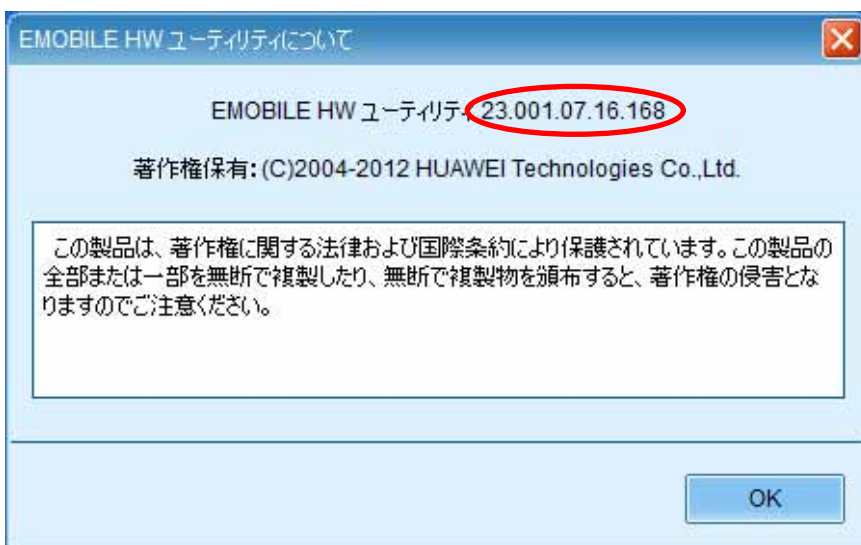 EMOBILE HW ユーティリティについて
EMOBILE HW ユーティリティ 23.001.07.16.168
著作権保有: (C)2004-2012 HUAWEI Technologies Co.,Ltd.
この製品は、著作権に関する法律および国際条約により保護されています。この製品の
全部または一部を無断で複製したり、無断で複製物を頒布すると、著作権の侵害とな
りますのでご注意ください。
OK